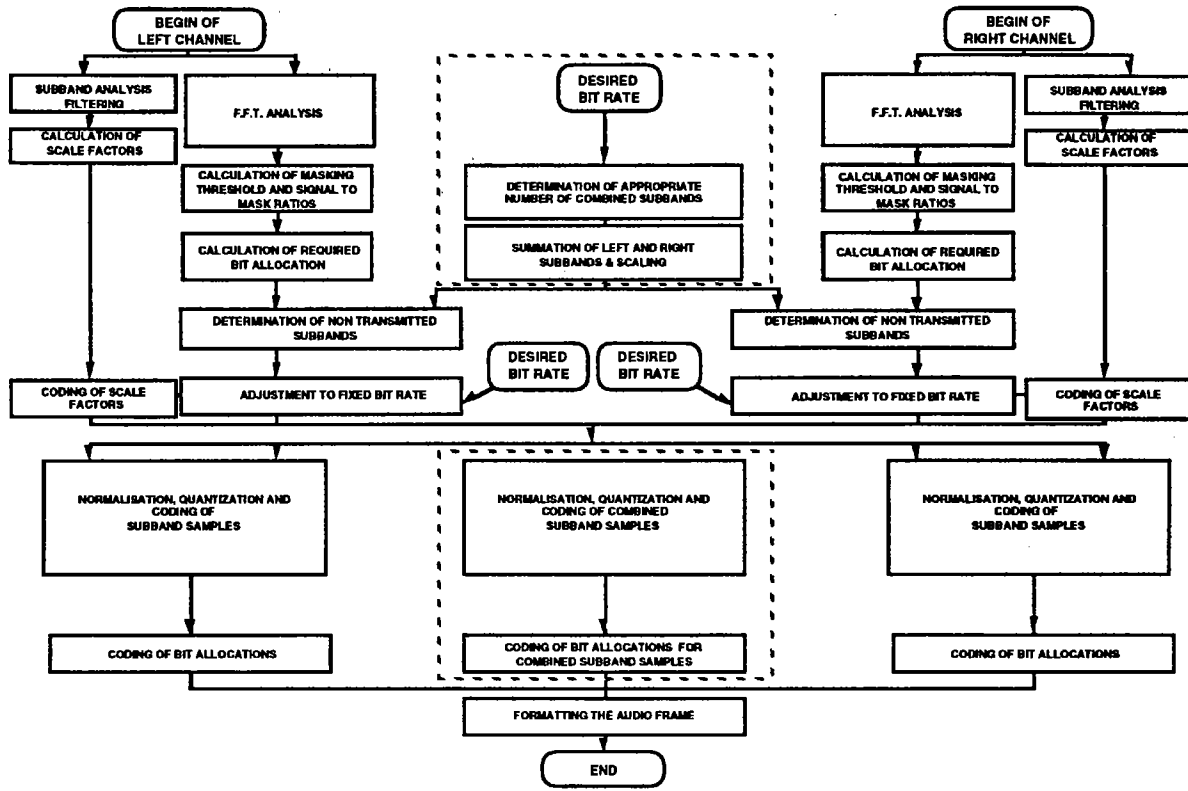 BEGIN OF
LEFT CHANNEL
BEGIN OF
RIGHT CHANNEL
SUBBAND ANALYSIS
FILTERING
F.F.T. ANALYSIS
DESIRED
BIT RATE
F.F.T. ANALYSIS
SUBBAND ANALYSIS
FILTERING
CALCULATION OF
SCALE FACTORS
CALCULATION OF
SCALE FACTORS
CALCULATION OF MASKING
THRESHOLD AND SIGNAL TO
MASK RATIOS
DETERMINATION OF APPROPRIATE
NUMBER OF COMBINED SUBBANDS
CALCULATION OF MASKING
THRESHOLD AND SIGNAL TO
MASK RATIOS
CALCULATION OF REQUIRED
BIT ALLOCATION
SUMMATION OF LEFT AND RIGHT
SUBBANDS & SCALING
CALCULATION OF REQUIRED
BIT ALLOCATION
DETERMINATION OF NON TRANSMITTED
SUBBANDS
DETERMINATION OF NON TRANSMITTED
SUBBANDS
DESIRED
BIT RATE
DESIRED
BIT RATE
CODING OF SCALE
FACTORS
ADJUSTMENT TO FIXED BIT RATE
ADJUSTMENT TO FIXED BIT RATE
CODING OF SCALE
FACTORS
NORMALISATION, QUANTIZATION AND
CODING OF
SUBBAND SAMPLES
NORMALISATION, QUANTIZATION AND
CODING OF COMBINED
SUBBAND SAMPLES
NORMALISATION, QUANTIZATION AND
CODING OF
SUBBAND SAMPLES
CODING OF BIT ALLOCATIONS
CODING OF BIT ALLOCATIONS FOR
COMBINED SUBBAND SAMPLES
CODING OF BIT ALLOCATIONS
FORMATTING THE AUDIO FRAME
END